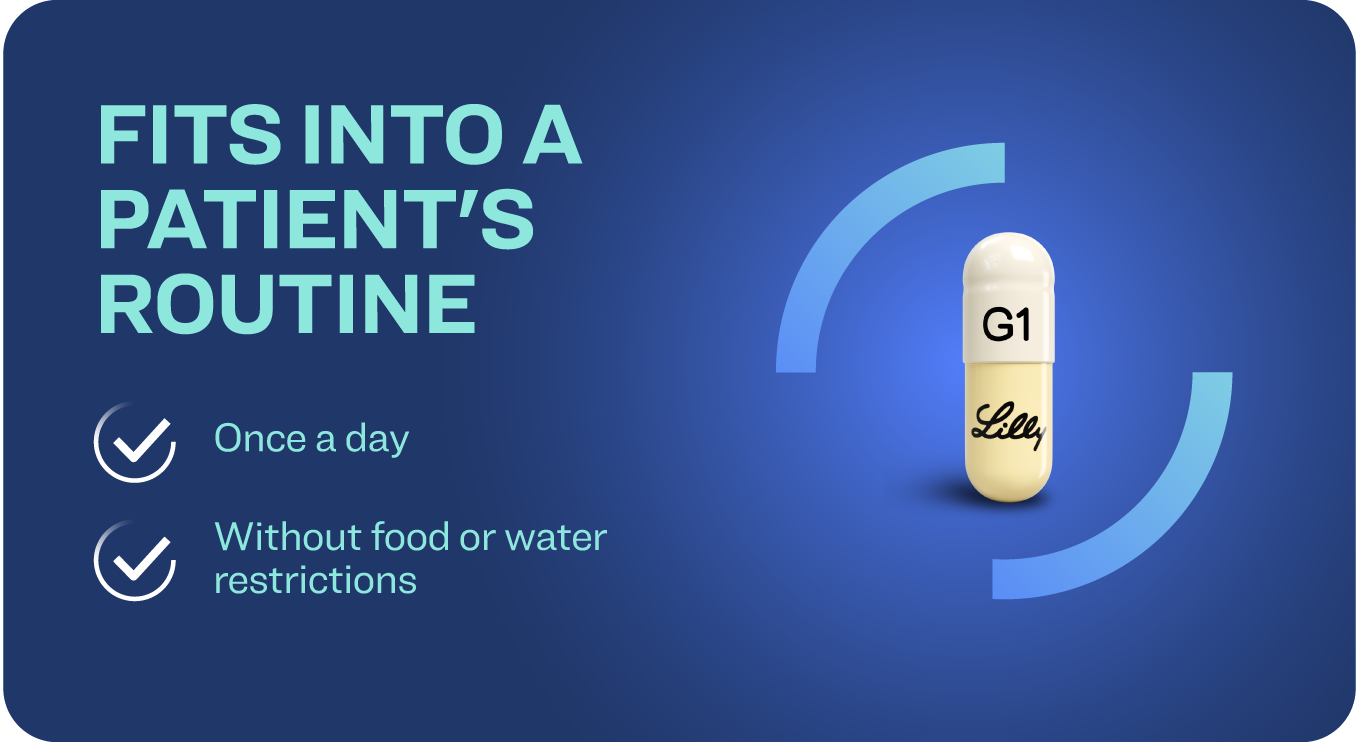 FITS INTO A
PATIENT’S
ROUTINE
Once a day
Without food or water
restrictions
G1
Lilly